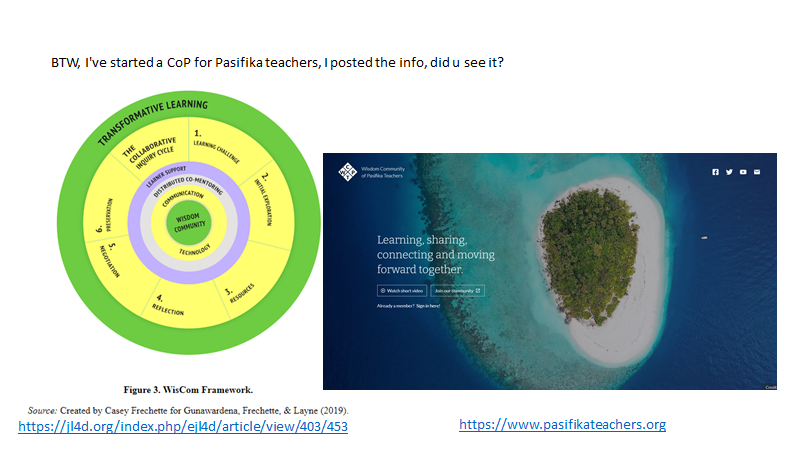 BTW, I've started a CoP for Pasifika teachers, I posted the info, did u see it?
TRANSFORMATIVE LEARNING
THE
COLLABORATIVE
INQUIRY CYCLE
1.
LEARNING CHALLENGE
2.
INITIAL EXPLORATION
3.
RESOURCES
4.
REFLECTION
5.
NEGOTIATION
6.
PRESERVATION
LEARNER SUPPORT
DISTRIBUTED CO-MENTORING
COMMUNICATION
WISDOM
COMMUNITY
TECHNOLOGY
Figure 3. WisCom Framework.
Source: Created by Casey Frechette for Gunawardena, Frechette, & Layne (2019).
https://jl4d.org/index.php/ejl4d/article/view/403/453
Wisdom Community
of Pasifika Teachers
Learning, sharing,
connecting and moving
forward together.
Watch short video
Join our community
Already a member? Sign in here!
Credit
https://www.pasifikateachers.org